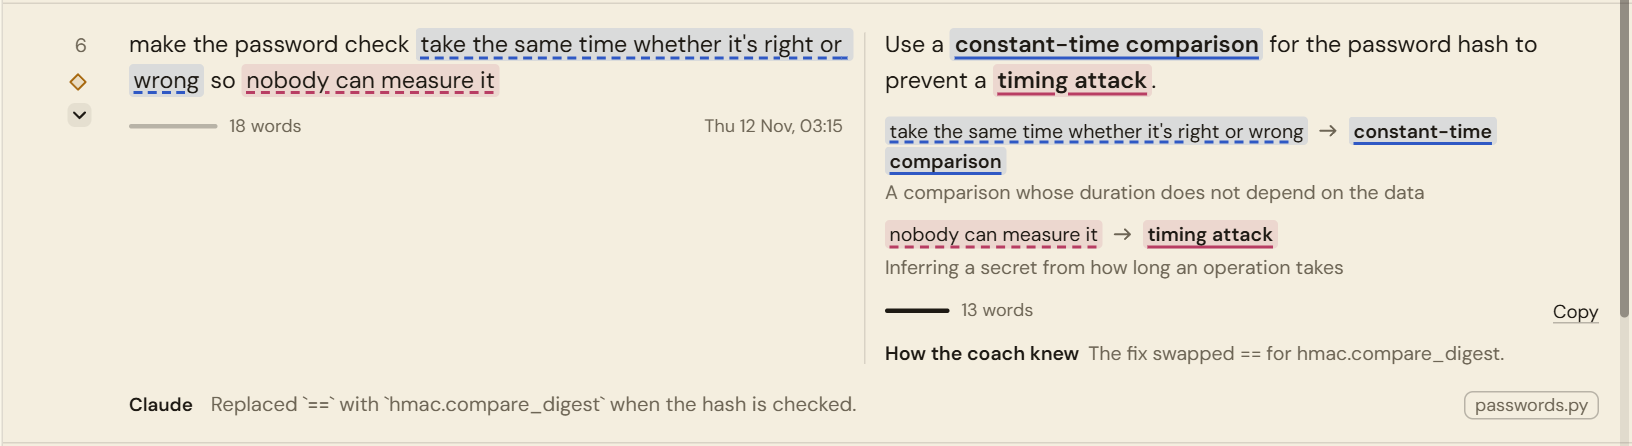 6
make the password check take the same time whether it's right or
wrong so nobody can measure it
18 words
Thu 12 Nov, 03:15
Use a constant-time comparison for the password hash to
prevent a timing attack.
take the same time whether it's right or wrong → constant-time
comparison
A comparison whose duration does not depend on the data
nobody can measure it → timing attack
Inferring a secret from how long an operation takes
13 words
Copy
How the coach knew The fix swapped == for hmac.compare_digest.
Claude Replaced `==` with `hmac.compare_digest` when the hash is checked.
passwords.py